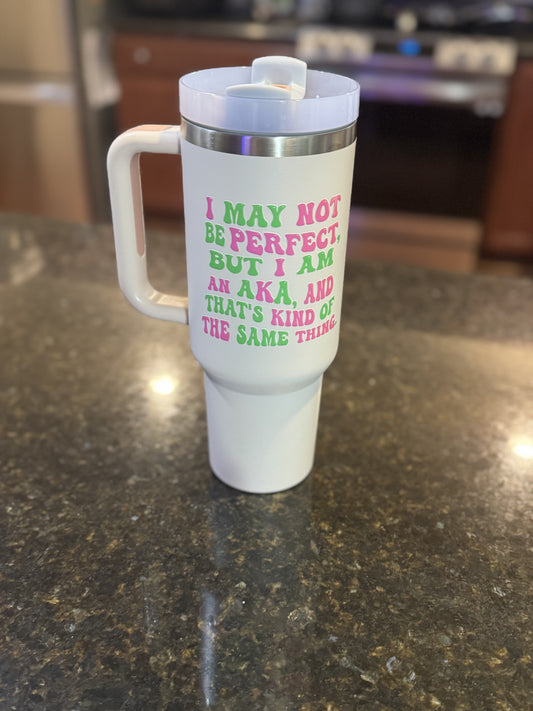 I MAY NOT
BE PERFECT,
BUT I AM
AN AKA, AND
THAT'S KIND OF
THE SAME THING.